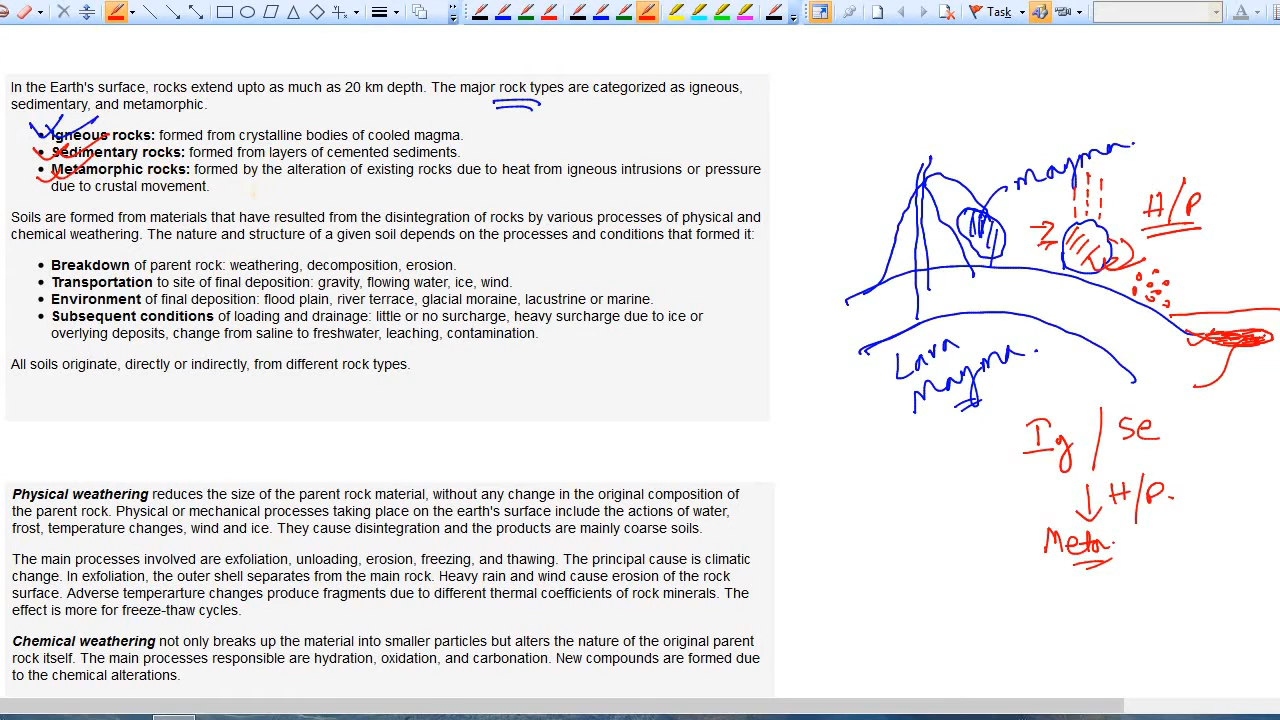 Task
A
In the Earth's surface, rocks extend upto as much as 20 km depth. The major rock types are categorized as igneous,
sedimentary, and metamorphic.
• Igneous rocks: formed from crystalline bodies of cooled magma.
• Sedimentary rocks: formed from layers of cemented sediments.
• Metamorphic rocks: formed by the alteration of existing rocks due to heat from igneous intrusions or pressure
due to crustal movement.
Soils are formed from materials that have resulted from the disintegration of rocks by various processes of physical and
chemical weathering. The nature and structure of a given soil depends on the processes and conditions that formed it:
• Breakdown of parent rock: weathering, decomposition, erosion.
• Transportation to site of final deposition: gravity, flowing water, ice, wind.
• Environment of final deposition: flood plain, river terrace, glacial moraine, lacustrine or marine.
• Subsequent conditions of loading and drainage: little or no surcharge, heavy surcharge due to ice or
overlying deposits, change from saline to freshwater, leaching, contamination.
All soils originate, directly or indirectly, from different rock types.
Physical weathering reduces the size of the parent rock material, without any change in the original composition of
the parent rock. Physical or mechanical processes taking place on the earth's surface include the actions of water,
frost, temperature changes, wind and ice. They cause disintegration and the products are mainly coarse soils.
The main processes involved are exfoliation, unloading, erosion, freezing, and thawing. The principal cause is climatic
change. In exfoliation, the outer shell separates from the main rock. Heavy rain and wind cause erosion of the rock
surface. Adverse temperarture changes produce fragments due to different thermal coefficients of rock minerals. The
effect is more for freeze-thaw cycles.
Chemical weathering not only breaks up the material into smaller particles but alters the nature of the original parent
rock itself. The main processes responsible are hydration, oxidation, and carbonation. New compounds are formed due
to the chemical alterations.
magma.
H/P
Lava
Magma.
Ig / Se
H/P.
Meta.